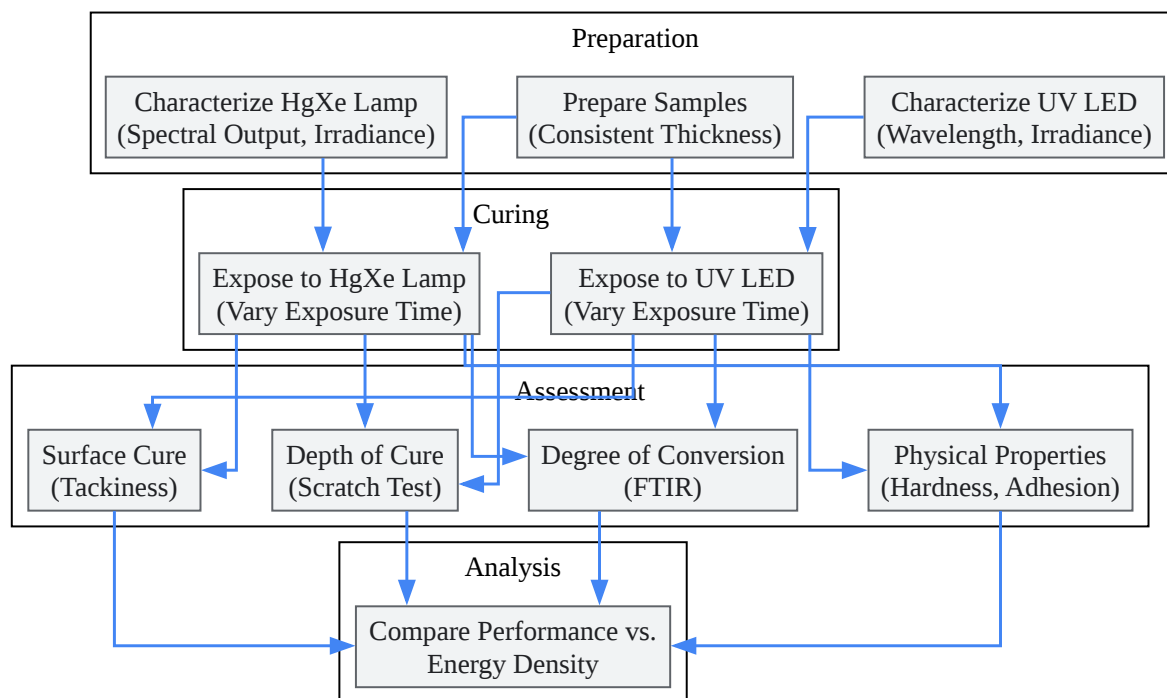 Preparation
Characterize HgXe Lamp
(Spectral Output, Irradiance)
Prepare Samples
(Consistent Thickness)
Characterize UV LED
(Wavelength, Irradiance)
Curing
Expose to HgXe Lamp
(Vary Exposure Time)
Expose to UV LED
(Vary Exposure Time)
Assessment
Surface Cure
(Tackiness)
Depth of Cure
(Scratch Test)
Degree of Conversion
(FTIR)
Physical Properties
(Hardness, Adhesion)
Analysis
Compare Performance vs.
Energy Density